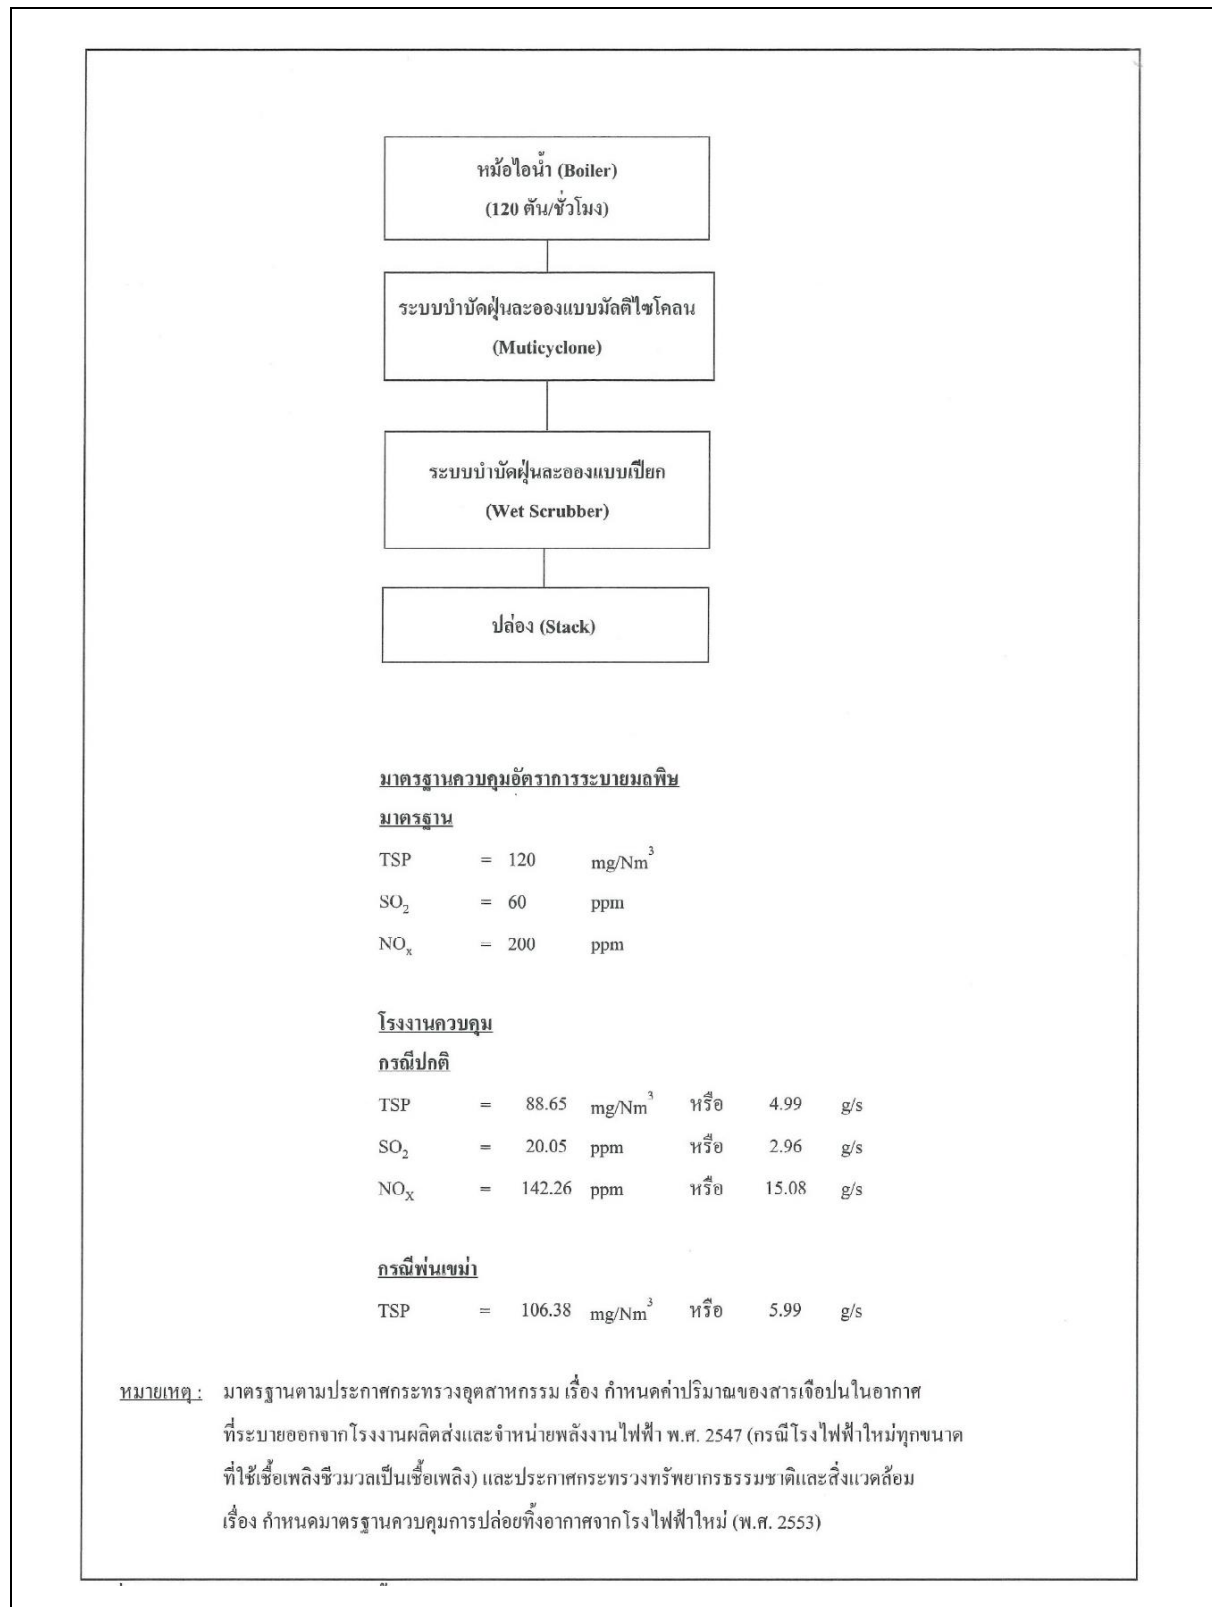 หม้อไอน้ำ (Boiler)
(120 ตัน/ชั่วโมง)
ระบบบำบัดฝุ่นละอองแบบมัลติไซโคลน
(Muticyclone)
ระบบบำบัดฝุ่นละอองแบบเปียก
(Wet Scrubber)
ปล่อง (Stack)
มาตรฐานควบคุมอัตราการระบายมลพิษ
มาตรฐาน
TSP = 120 mg/Nm³
SO₂ = 60 ppm
NOₓ = 200 ppm
โรงงานควบคุม
กรณีปกติ
TSP = 88.65 mg/Nm³ หรือ 4.99 g/s
SO₂ = 20.05 ppm หรือ 2.96 g/s
NOX = 142.26 ppm หรือ 15.08 g/s
กรณีพ่นเขม่า
TSP = 106.38 mg/Nm³ หรือ 5.99 g/s
หมายเหตุ : มาตรฐานตามประกาศกระทรวงอุตสาหกรรม เรื่อง กำหนดค่าปริมาณของสารเจือปนในอากาศ
ที่ระบายออกจากโรงงานผลิตส่งและจำหน่ายพลังงานไฟฟ้า พ.ศ. 2547 (กรณีโรงไฟฟ้าใหม่ทุกขนาด
ที่ใช้เชื้อเพลิงชีวมวลเป็นเชื้อเพลิง) และประกาศกระทรวงทรัพยากรธรรมชาติและสิ่งแวดล้อม
เรื่อง กำหนดมาตรฐานควบคุมการปล่อยทิ้งอากาศจากโรงไฟฟ้าใหม่ (พ.ศ. 2553)